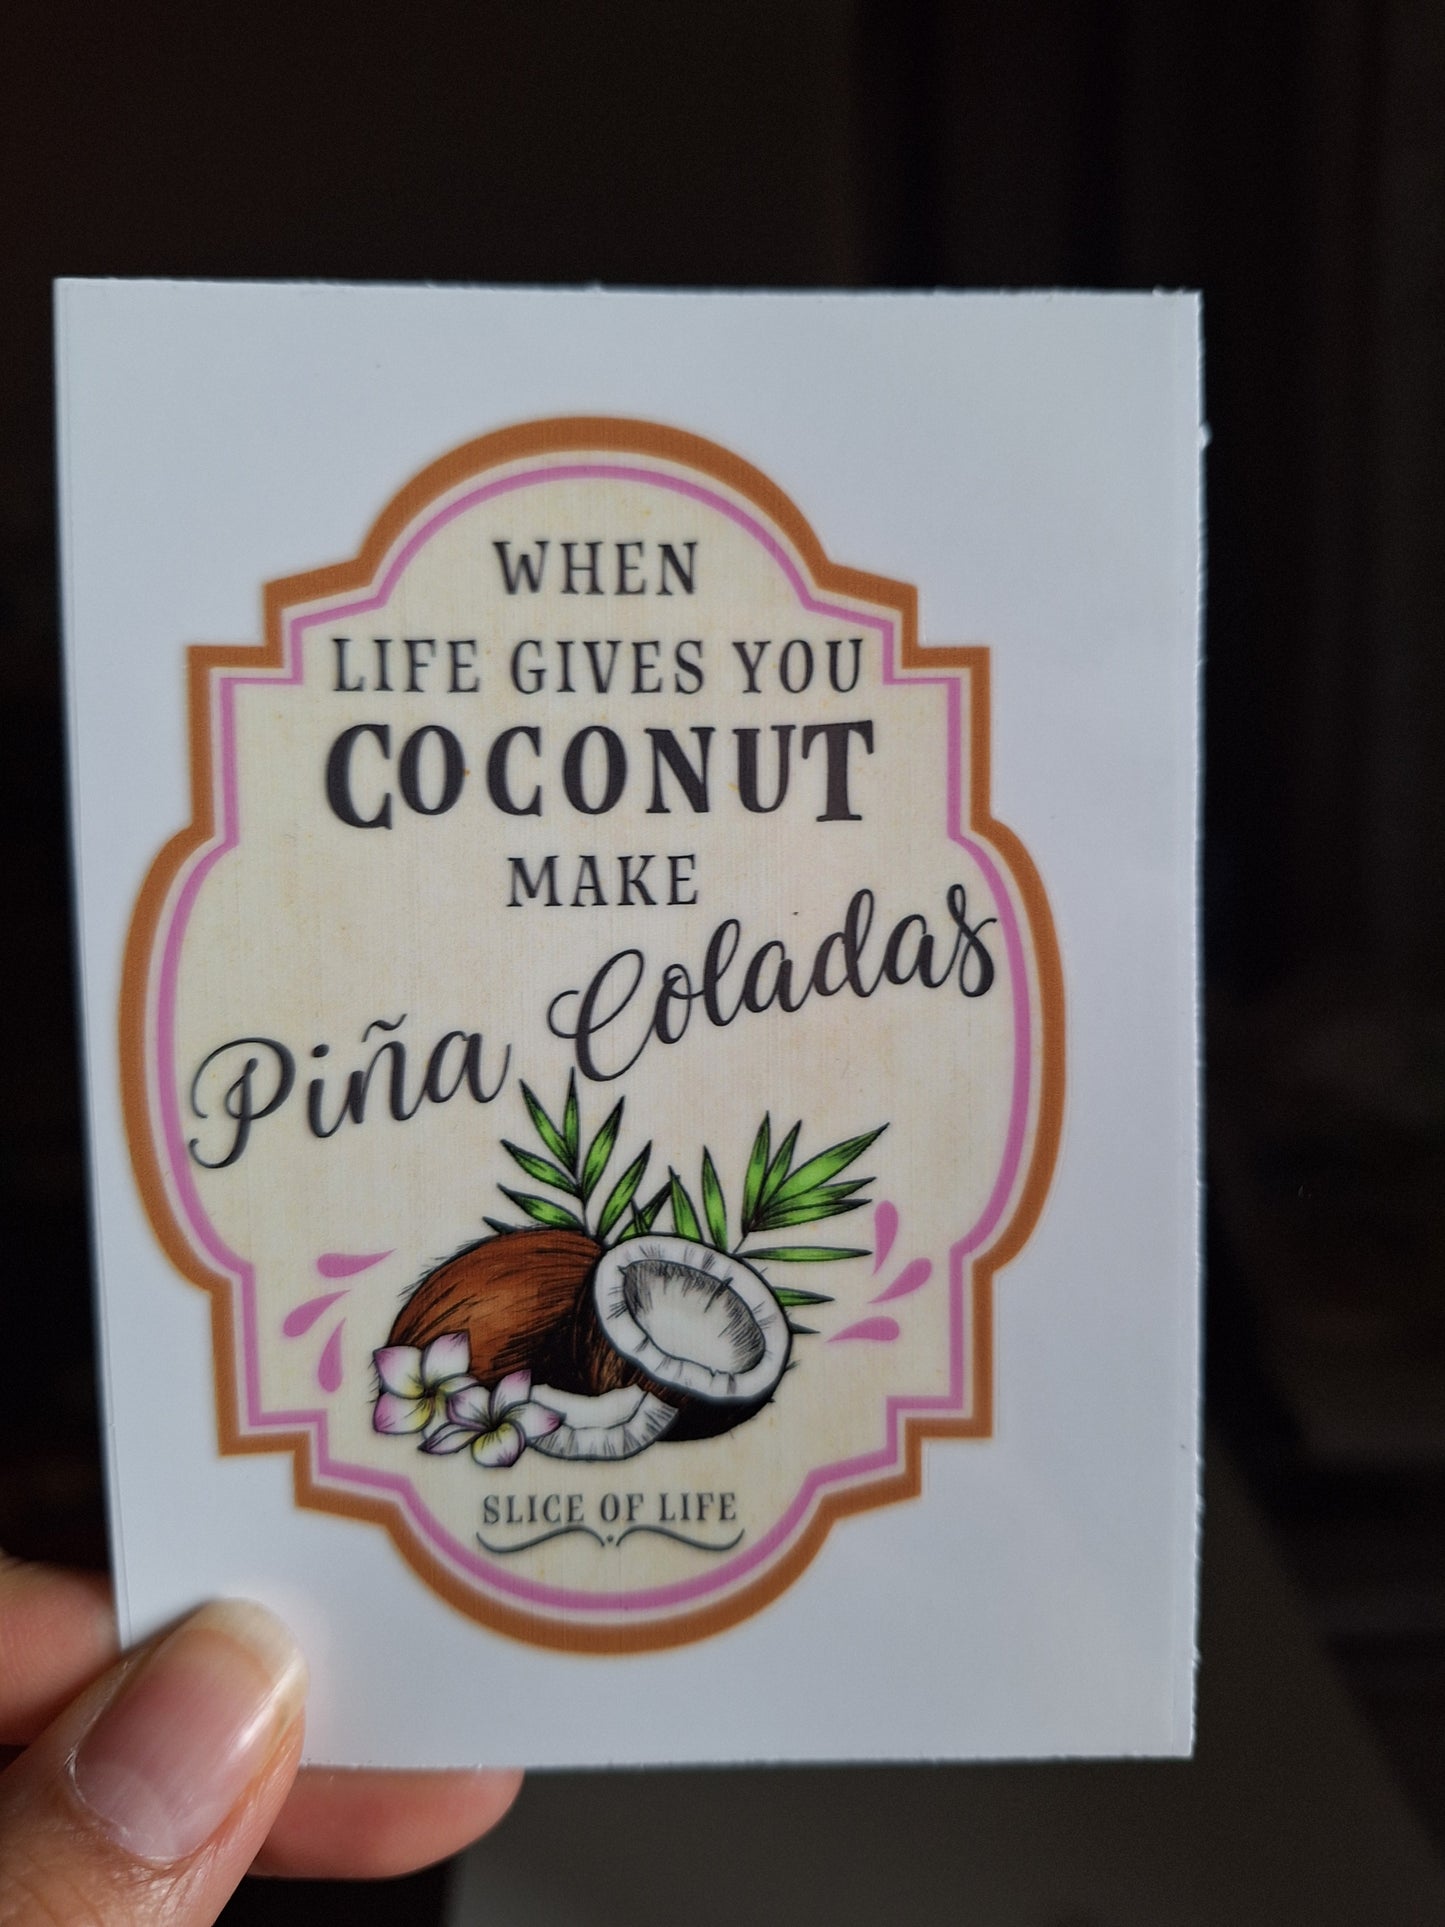 WHEN
LIFE GIVES YOU
COCONUT
MAKE
Piña Coladas
SLICE OF LIFE